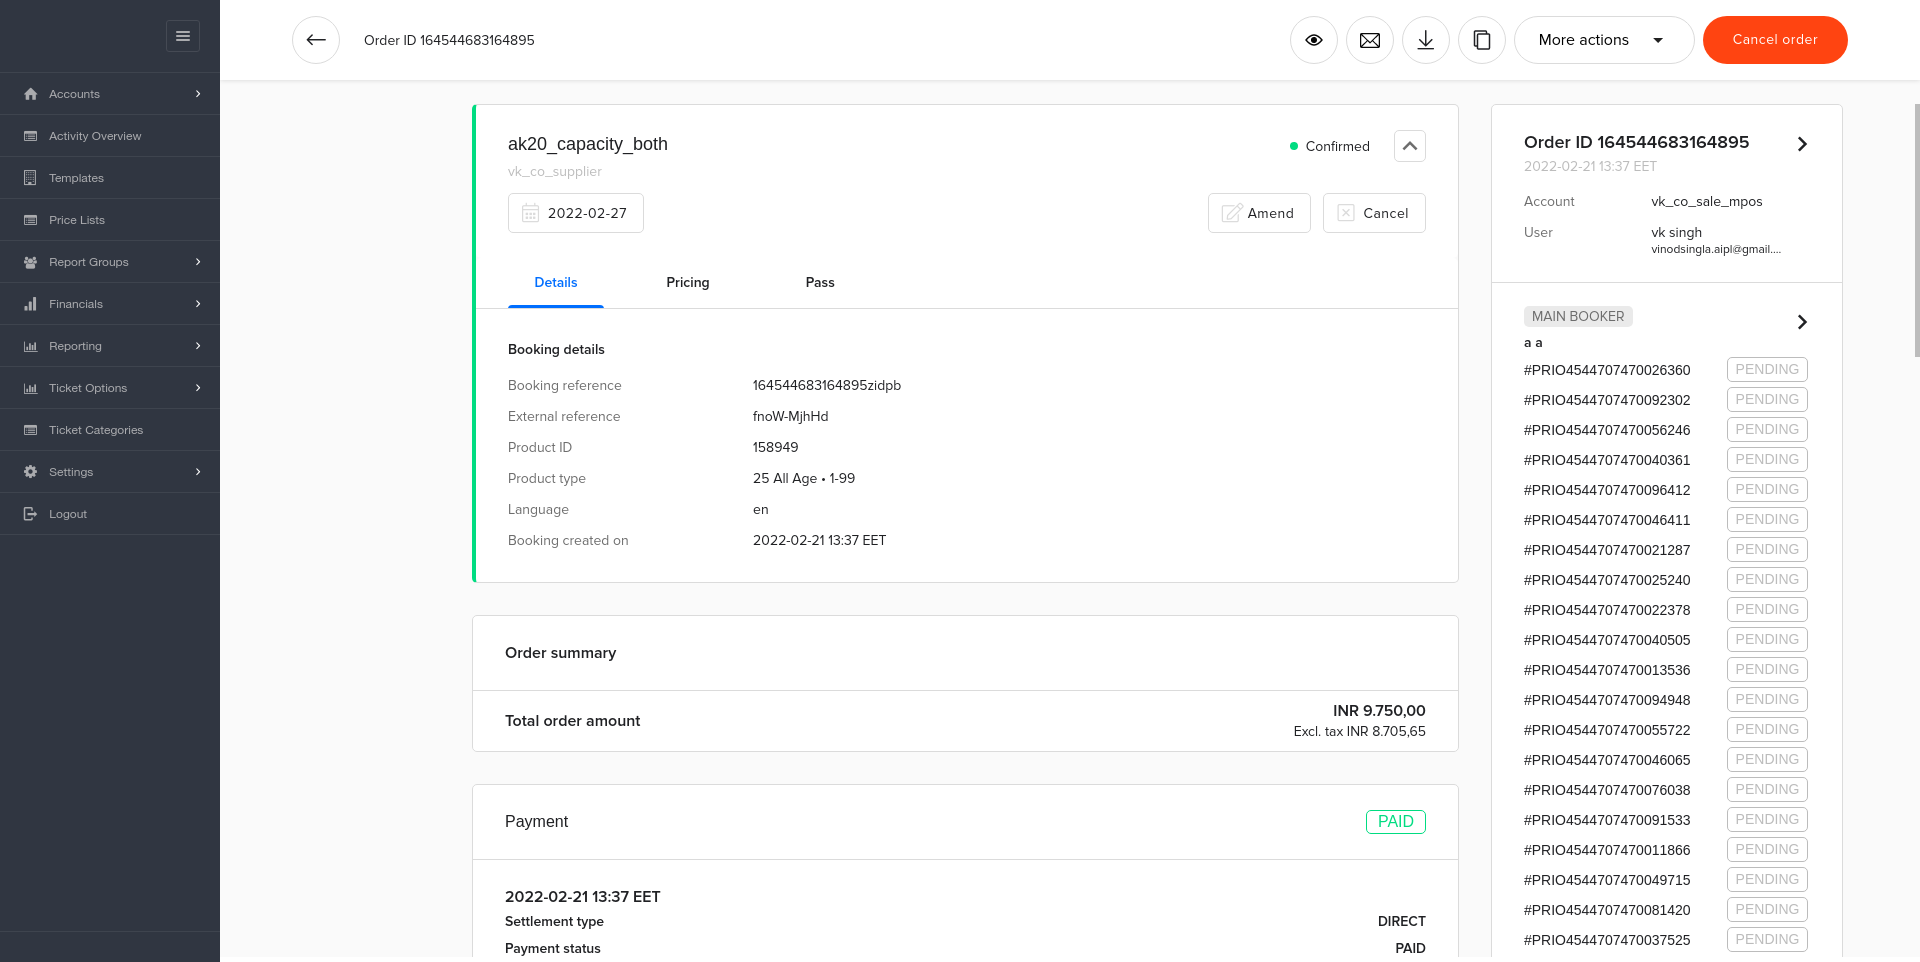 Order ID 164544683164895
More actions
Cancel order
Accounts
Activity Overview
Templates
Price Lists
Report Groups
Financials
Reporting
Ticket Options
Ticket Categories
Settings
Logout
ak20_capacity_both
Confirmed
vk_co_supplier
2022-02-27
Amend
Cancel
Details
Pricing
Pass
Booking details
Booking reference 164544683164895zidpb
External reference fnoW-MjhHd
Product ID 158949
Product type 25 All Age • 1-99
Language en
Booking created on 2022-02-21 13:37 EET
Order summary
Total order amount
INR 9.750,00
Excl. tax INR 8.705,65
Payment
PAID
2022-02-21 13:37 EET
Settlement type DIRECT
Payment status PAID
Order ID 164544683164895
2022-02-21 13:37 EET
Account vk_co_sale_mpos
User vk singh
vinodsingla.aipl@gmail....
MAIN BOOKER
a a
#PRIO4544707470026360 PENDING
#PRIO4544707470092302 PENDING
#PRIO4544707470056246 PENDING
#PRIO4544707470040361 PENDING
#PRIO4544707470096412 PENDING
#PRIO4544707470046411 PENDING
#PRIO4544707470021287 PENDING
#PRIO4544707470025240 PENDING
#PRIO4544707470022378 PENDING
#PRIO4544707470040505 PENDING
#PRIO4544707470013536 PENDING
#PRIO4544707470094948 PENDING
#PRIO4544707470055722 PENDING
#PRIO4544707470046065 PENDING
#PRIO4544707470076038 PENDING
#PRIO4544707470091533 PENDING
#PRIO4544707470011866 PENDING
#PRIO4544707470049715 PENDING
#PRIO4544707470081420 PENDING
#PRIO4544707470037525 PENDING